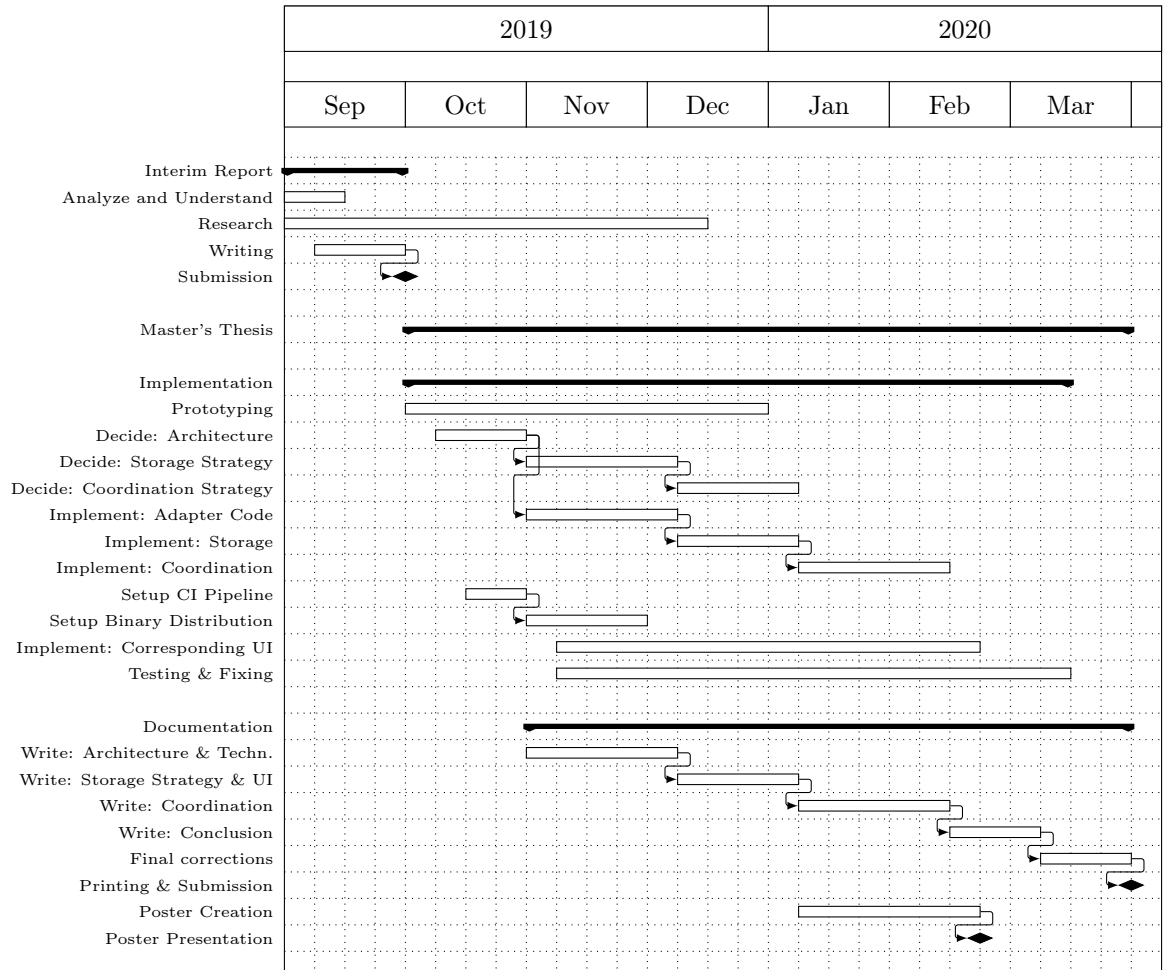 2019 2020
Sep Oct Nov Dec Jan Feb Mar
Interim Report
Analyze and Understand
Research
Writing
Submission
Master's Thesis
Implementation
Prototyping
Decide: Architecture
Decide: Storage Strategy
Decide: Coordination Strategy
Implement: Adapter Code
Implement: Storage
Implement: Coordination
Setup CI Pipeline
Setup Binary Distribution
Implement: Corresponding UI
Testing & Fixing
Documentation
Write: Architecture & Techn.
Write: Storage Strategy & UI
Write: Coordination
Write: Conclusion
Final corrections
Printing & Submission
Poster Creation
Poster Presentation